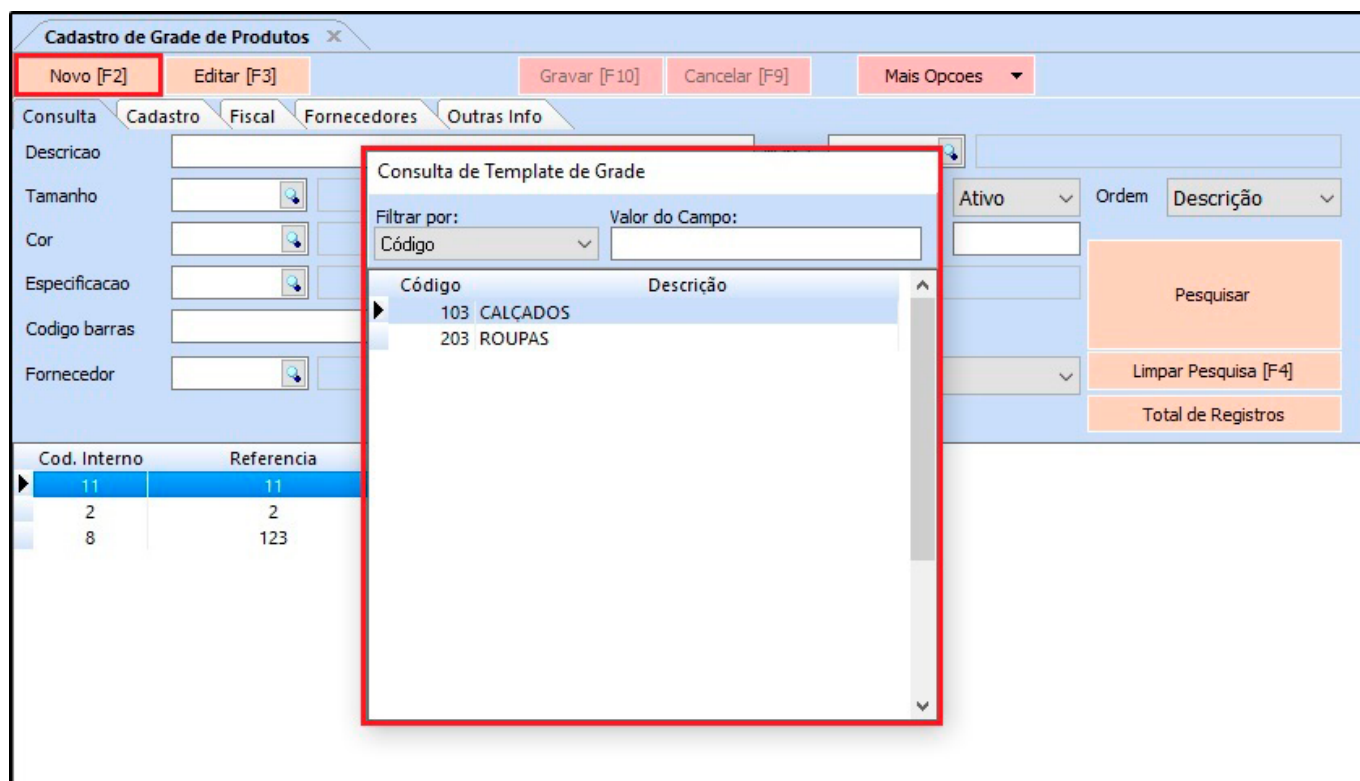 Cadastro de Grade de Produtos
Novo [F2] Editar [F3] Gravar [F10] Cancelar [F9] Mais Opcoes
Consulta Cadastro Fiscal Fornecedores Outras Info
Descricao
Consulta de Template de Grade
Tamanho Ativo Ordem Descrição
Filtrar por: Valor do Campo:
Cor Código
Especificacao Código Descrição Pesquisar
103 CALÇADOS
Codigo barras 203 ROUPAS
Fornecedor Limpar Pesquisa [F4]
Total de Registros
Cod. Interno Referencia
11 11
2 2
8 123